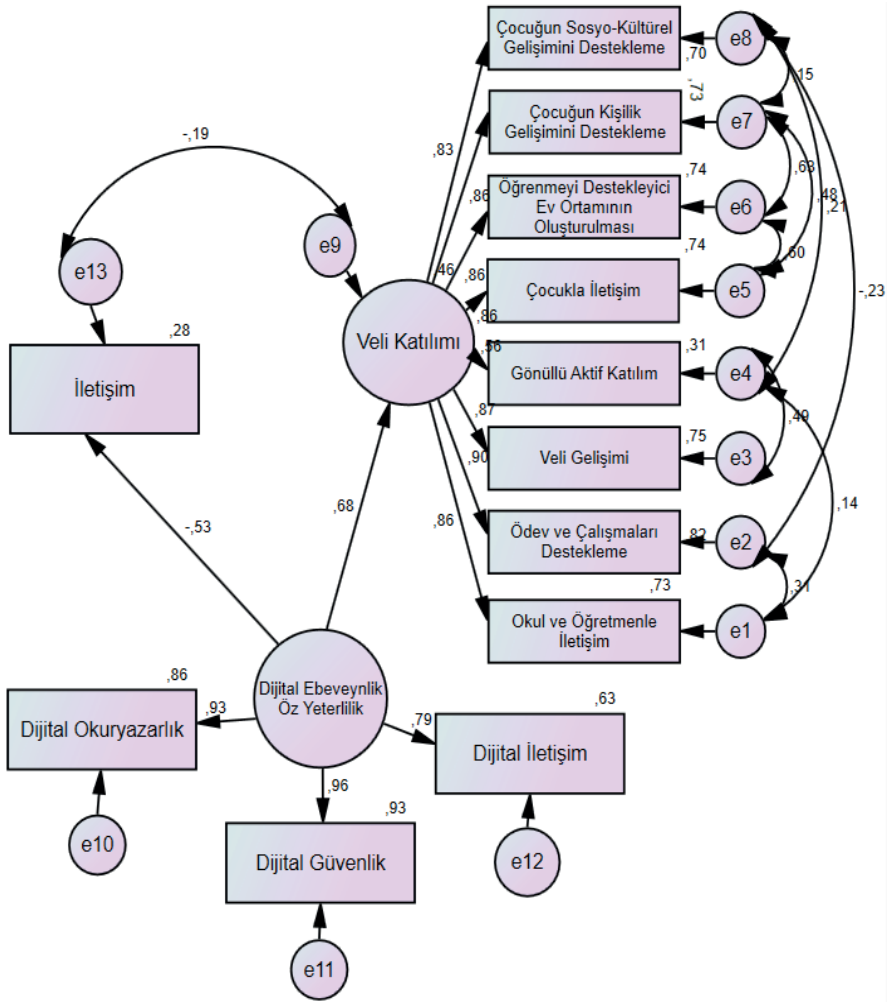 Çocuğun Sosyo-Kültürel
Gelişimini Destekleme
e8
,70
,15
,73
Çocuğun Kişilik
Gelişimini Destekleme
e7
,83
-,19
,74
,63
Öğrenmeyi Destekleyici
Ev Ortamının
Oluşturulması
e6
,86
,48
,21
e9
e13
,74
,60
,46
,86
Çocukla İletişim
e5
-,23
,86
,28
Veli Katılımı
,56
,31
Gönüllü Aktif Katılım
e4
İletişim
,87
,49
,75
Veli Gelişimi
e3
,90
,68
,14
-,53
,86
Ödev ve Çalışmaları
Destekleme
,82
e2
,73
,31
Okul ve Öğretmenle
İletişim
e1
,86
Dijital Ebeveynlik
Öz Yeterlilik
,63
Dijital Okuryazarlık
,93
,79
Dijital İletişim
,96
,93
e10
Dijital Güvenlik
e12
e11